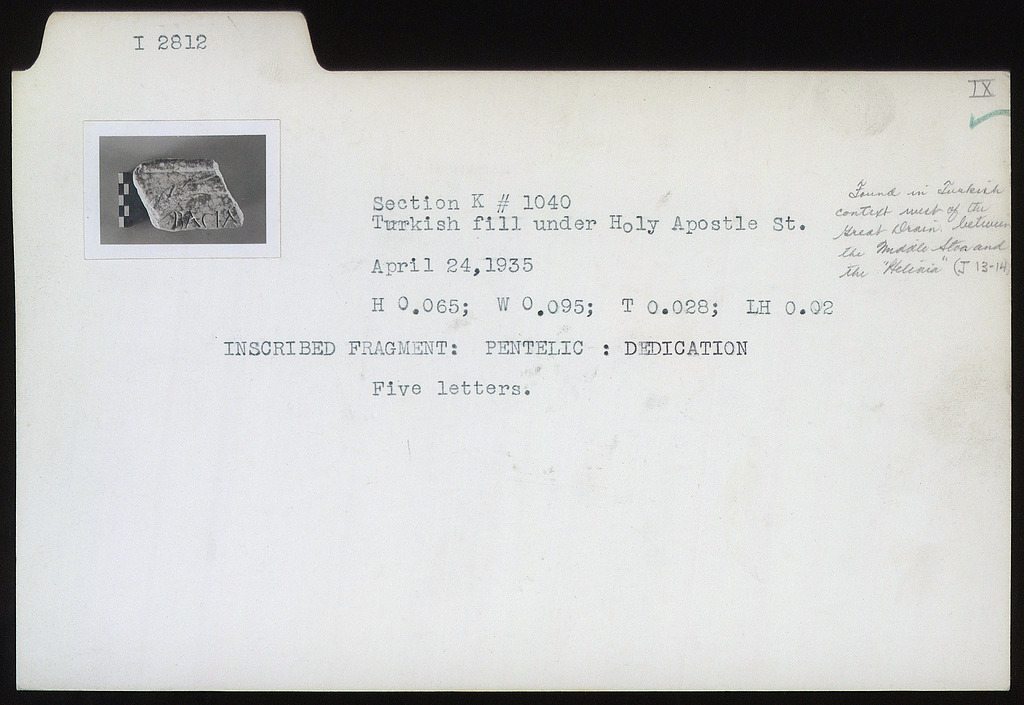 I 2812
IX
Section K # 1040
Turkish fill under Holy Apostle St.
April 24,1935
H 0.065; W 0.095; T 0.028; LH 0.02
INSCRIBED FRAGMENT: PENTELIC : DEDICATION
Five letters.
Found in Turkish
context west of the
Great Drain. between
the Middle Stoa and
the (J 13-14)